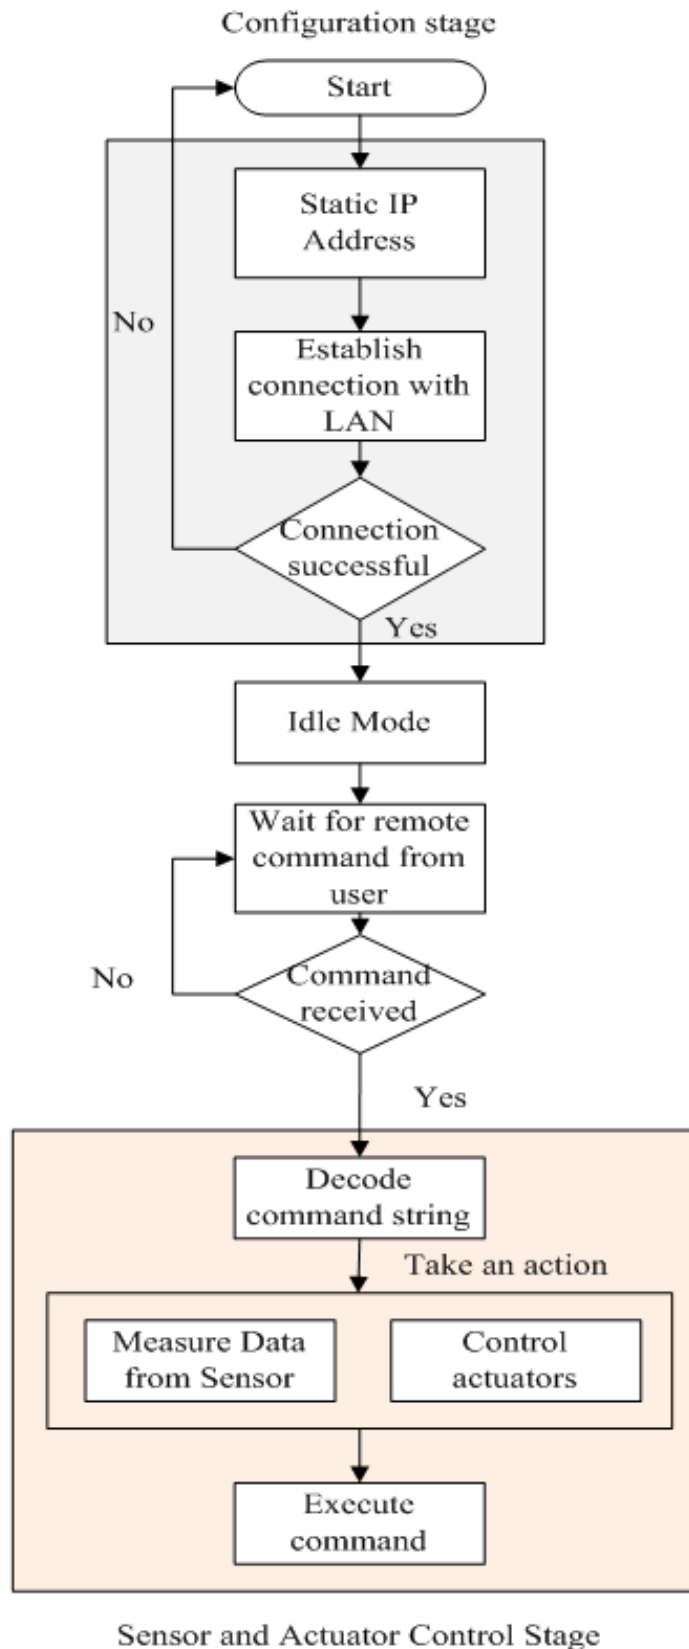 Configuration stage
Start
Static IP
Address
No
Establish
connection with
LAN
Connection
successful
Yes
Idle Mode
Wait for remote
command from
user
No
Command
received
Yes
Decode
command string
Take an action
Measure Data
from Sensor
Control
actuators
Execute
command
Sensor and Actuator Control Stage